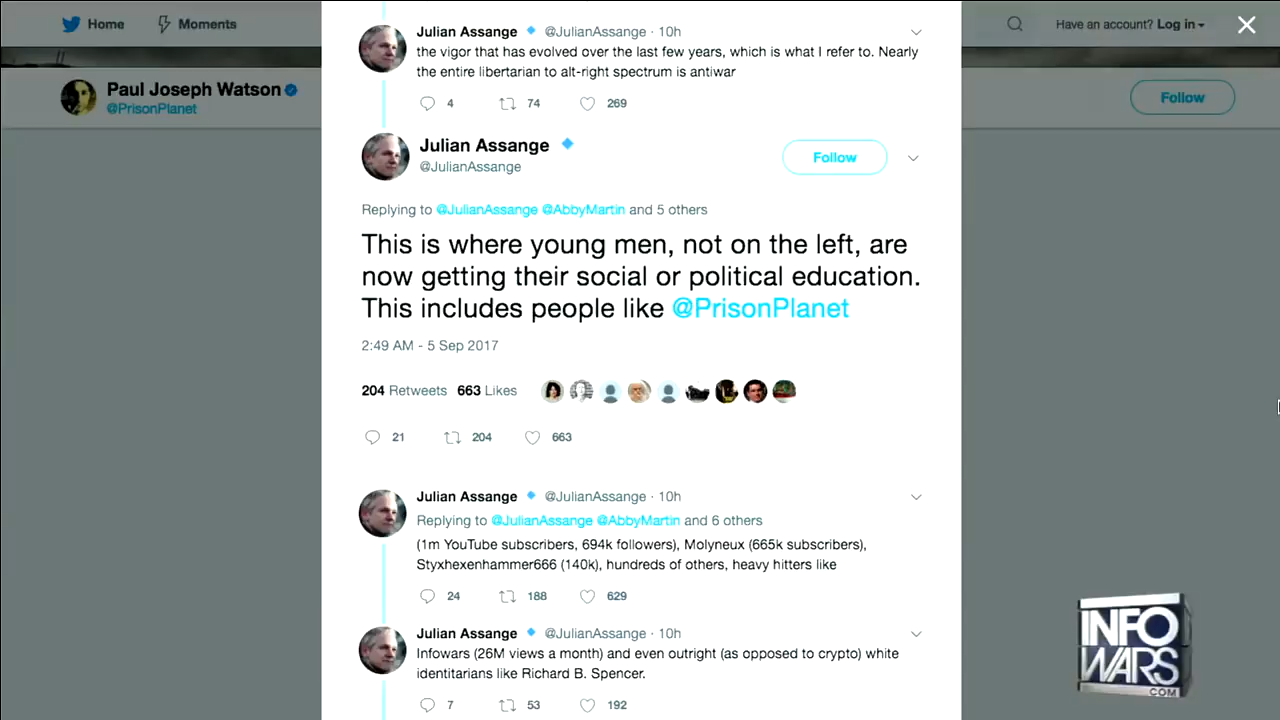 Home
Moments
Have an account? Log in
Paul Joseph Watson
@PrisonPlanet
Follow
Julian Assange @JulianAssange · 10h
the vigor that has evolved over the last few years, which is what I refer to. Nearly
the entire libertarian to alt-right spectrum is antiwar
4 74 269
Julian Assange
@JulianAssange
Follow
Replying to @JulianAssange @AbbyMartin and 5 others
This is where young men, not on the left, are
now getting their social or political education.
This includes people like @PrisonPlanet
2:49 AM - 5 Sep 2017
204 Retweets 663 Likes
21 204 663
Julian Assange @JulianAssange · 10h
Replying to @JulianAssange @AbbyMartin and 6 others
(1m YouTube subscribers, 694k followers), Molyneux (665k subscribers),
Styxhexenhammer666 (140k), hundreds of others, heavy hitters like
24 188 629
Julian Assange @JulianAssange · 10h
Infowars (26M views a month) and even outright (as opposed to crypto) white
identitarians like Richard B. Spencer.
7 53 192
INFO
WARS
.COM